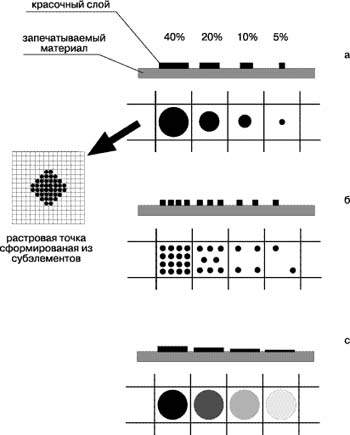 красочный слой
40% 20% 10% 5%
запечатываемый
материал
а
растровая точка
сформированая из
субэлементов
б
с